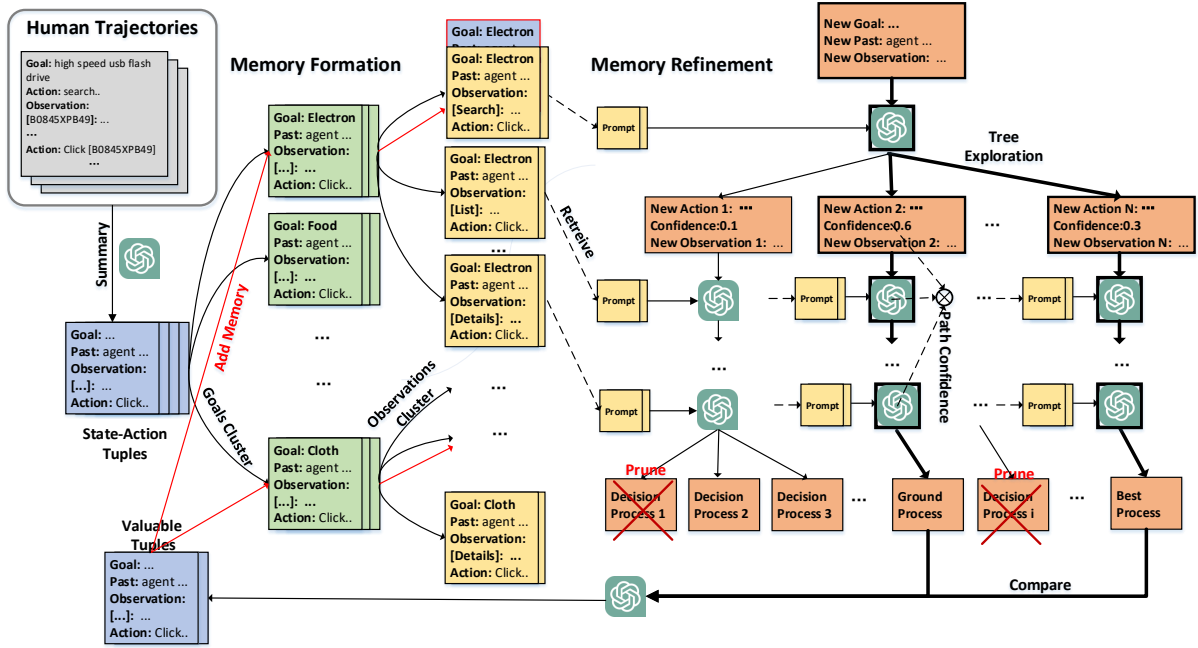 Human Trajectories
Goal: high speed usb flash
drive
Action: search..
Observation:
[B0845XPB49]: ...
...
Action: Click [B0845XPB49]
...
Summary
Goal: ...
Past: agent ...
Observation:
[...]: ...
Action: Click..
State-Action
Tuples
Memory Formation
Goal: Electron
Past: agent ...
Observation:
[...]: ...
Action: Click..
Goal: Food
Past: agent ...
Observation:
[...]: ...
Action: Click..
...
...
Goal: Cloth
Past: agent ...
Observation:
[...]: ...
Action: Click..
Add Memory
Goals Cluster
Observations
Cluster
Goal: Electron
Goal: Electron
Past: agent ...
Observation:
[Search]: ...
Action: Click..
Goal: Electron
Past: agent ...
Observation:
[List]: ...
Action: Click..
...
Goal: Electron
Past: agent ...
Observation:
[Details]: ...
Action: Click..
...
...
Goal: Cloth
Past: agent ...
Observation:
[Details]: ...
Action: Click..
Valuable
Tuples
Goal: ...
Past: agent ...
Observation:
[...]: ...
Action: Click..
Memory Refinement
New Goal: ...
New Past: agent ...
New Observation: ...
Prompt
Tree
Exploration
Retreive
New Action 1: ...
Confidence:0.1
New Observation 1: ...
New Action 2: ...
Confidence:0.6
New Observation 2: ...
...
New Action N: ...
Confidence:0.3
New Observation N: ...
Prompt
Prompt
...
Prompt
Path Confidence
...
...
...
Prompt
Prompt
...
Prompt
Prune
Decision
Process 1
Decision
Process 2
Decision
Process 3
...
Ground
Process
Prune
Decision
Process i
...
Best
Process
Compare